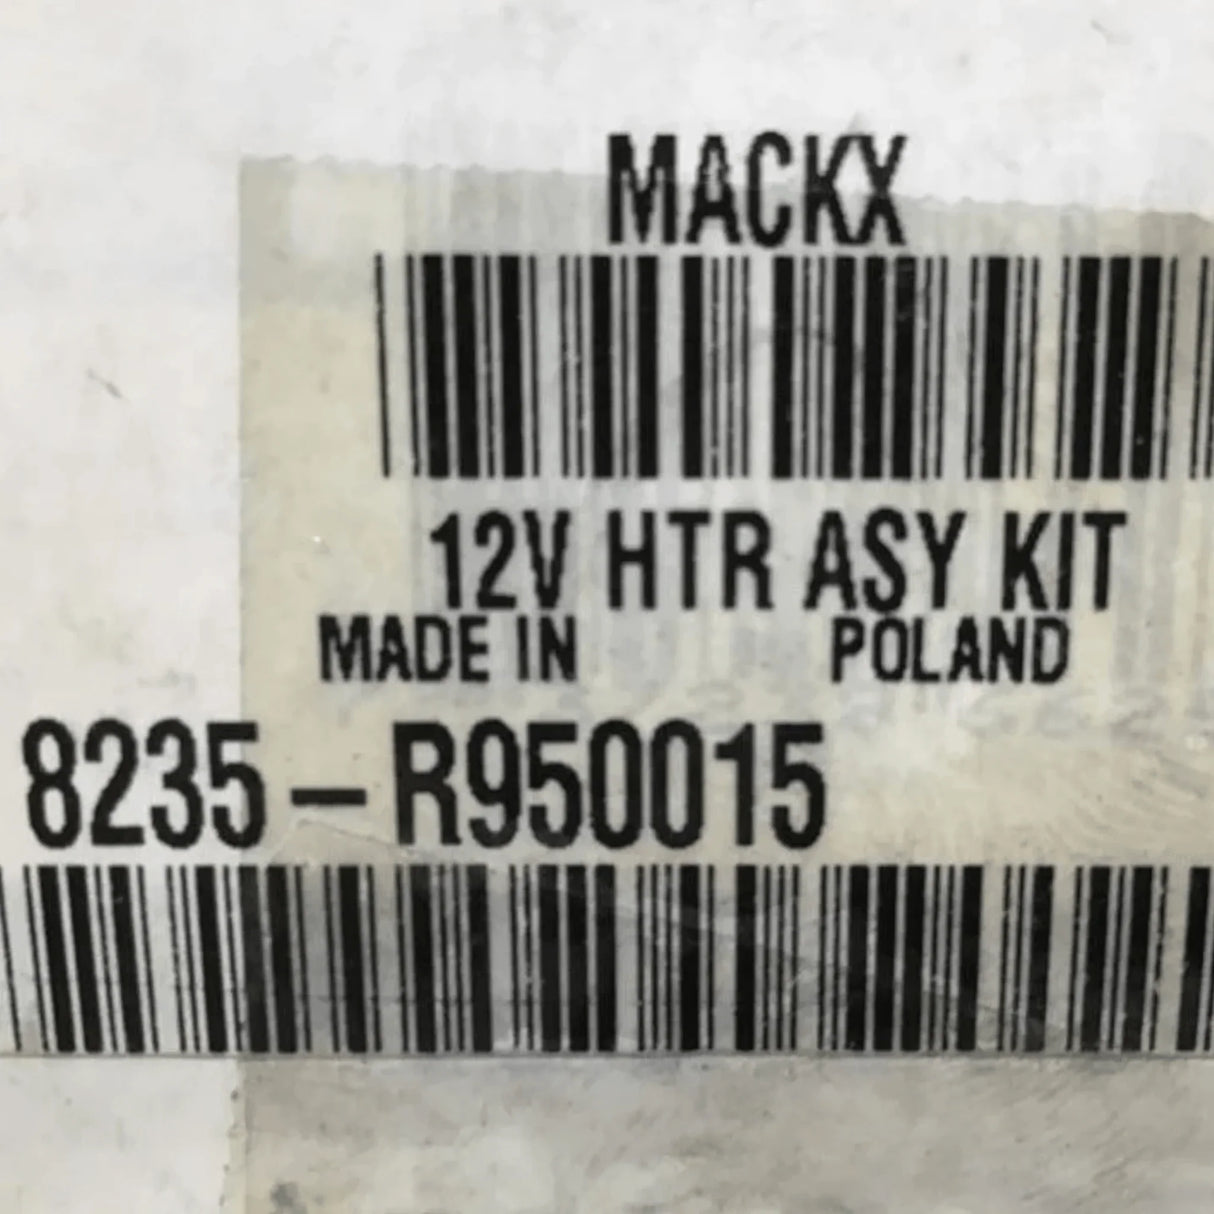 MACKX
12V HTR ASY KIT
MADE IN POLAND
8235-R950015